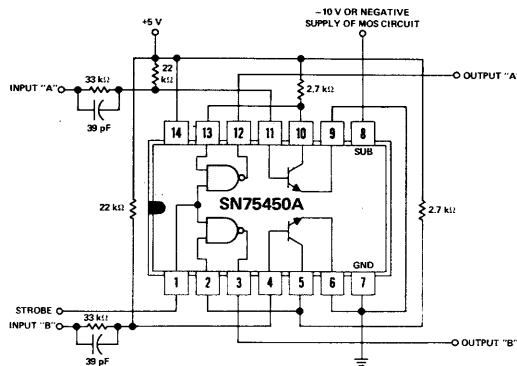 −10 V OR NEGATIVE
SUPPLY OF MOS CIRCUIT
+5 V
22
kΩ
33 kΩ
INPUT "A"
39 pF
2.7 kΩ
OUTPUT "A"
14 13 12 11 10 9 8
SUB
SN75450A
22 kΩ
2.7 kΩ
GND
1 2 3 4 5 6 7
STROBE
33 kΩ
INPUT "B"
39 pF
OUTPUT "B"